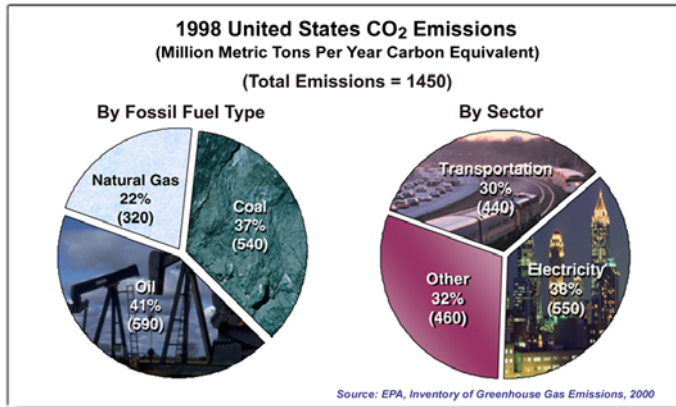 1998 United States CO₂ Emissions
(Million Metric Tons Per Year Carbon Equivalent)
(Total Emissions = 1450)
By Fossil Fuel Type
Natural Gas
22%
(320)
Coal
37%
(540)
Oil
41%
(590)
By Sector
Transportation
30%
(440)
Other
32%
(460)
Electricity
38%
(550)
Source: EPA, Inventory of Greenhouse Gas Emissions, 2000